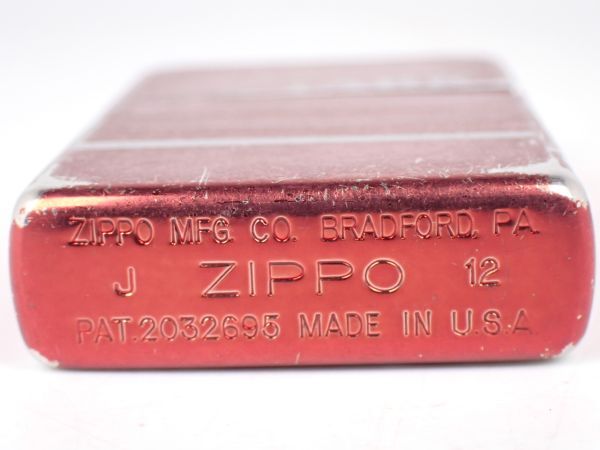 ZIPPO MFG. CO. BRADFORD, PA.
J ZIPPO 12
PAT. 2032695 MADE IN U.S.A.